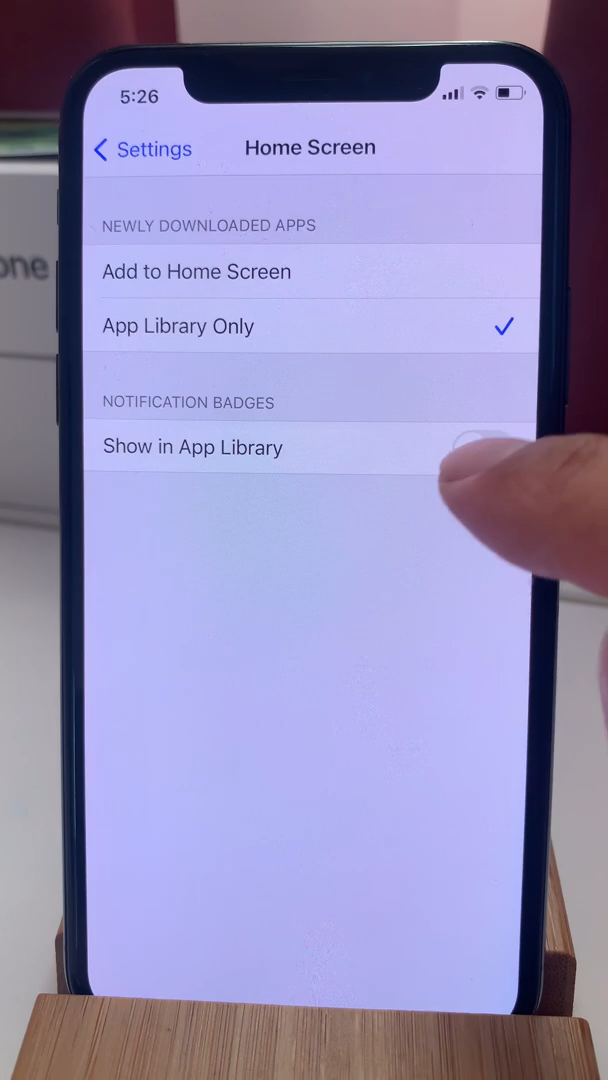 5:26
Settings
Home Screen
one
NEWLY DOWNLOADED APPS
Add to Home Screen
App Library Only
NOTIFICATION BADGES
Show in App Library